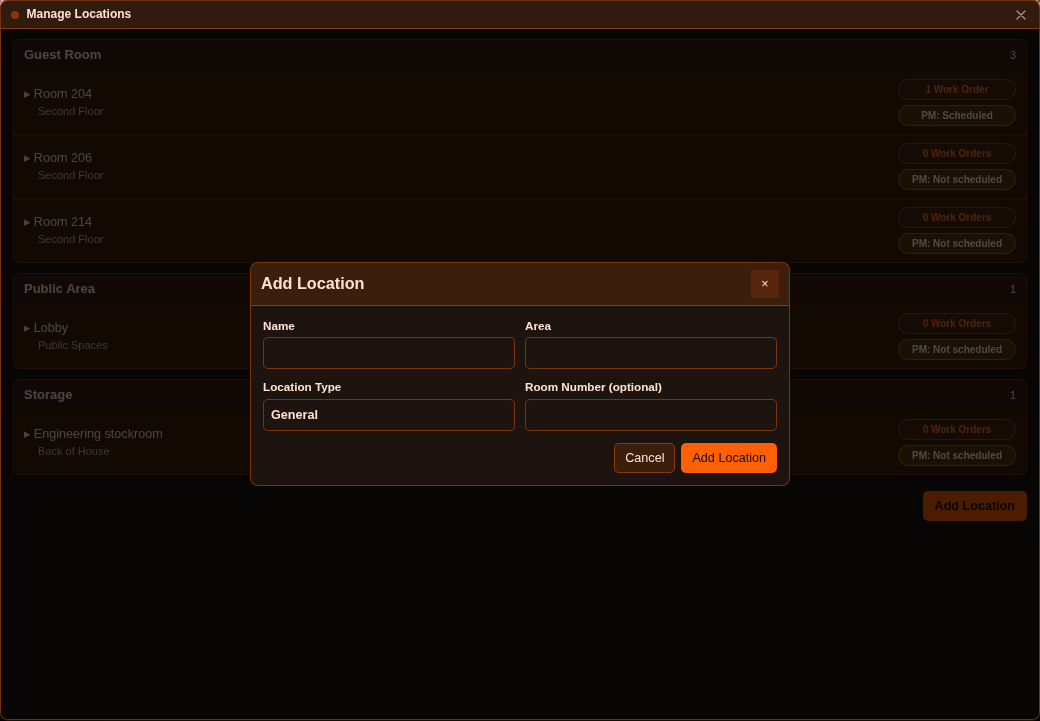 Manage Locations
Guest Room 3
▸ Room 204
Second Floor
1 Work Order
PM: Scheduled
▸ Room 206
Second Floor
0 Work Orders
PM: Not scheduled
▸ Room 214
Second Floor
0 Work Orders
PM: Not scheduled
Public Area 1
▸ Lobby
Public Spaces
0 Work Orders
PM: Not scheduled
Storage 1
▸ Engineering stockroom
Back of House
0 Work Orders
PM: Not scheduled
Add Location
Add Location ×
Name Area
Location Type Room Number (optional)
General
Cancel Add Location